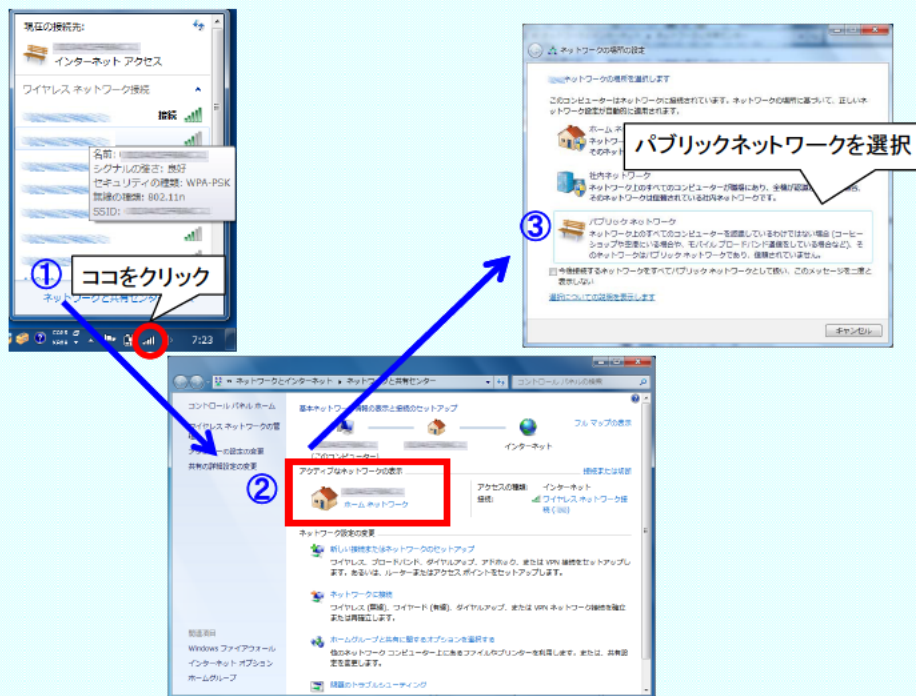 現在の接続先:
インターネット アクセス
ワイヤレス ネットワーク接続
接続
名前:
シグナルの強さ: 良好
セキュリティの種類: WPA-PSK
無線の種類: 802.11n
SSID:
①
ココをクリック
ネットワークと共有センター
7:23
ネットワークの場所の設定
ネットワークの場所を選択します
このコンピューターはネットワークに接続されています。ネットワークの場所に基づいて、正しいネ
ットワーク設定が自動的に適用されます。
ホーム ネ
ネットワー
そのネット
パブリックネットワークを選択
社内ネットワーク
ネットワーク上のすべてのコンピューターが職場にあり、全機が認識
そのネットワークは信頼されている社内ネットワークです。
③
パブリック ネットワーク
ネットワーク上のすべてのコンピューターを認識しているわけではない場合 (コーヒー
ショップや空港にいる場合や、モバイル ブロードバンド通信をしている場合など)、そ
のネットワークはパブリック ネットワークであり、信頼されていません。
今後接続するネットワークをすべてパブリック ネットワークとして扱い、このメッセージを二度と
表示しない
選択についての説明を表示します
キャンセル
ネットワークとインターネット ネットワークと共有センター
コントロール パネルの検索
コントロール パネル ホーム
ワイヤレス ネットワークの管
アダプターの設定の変更
共有の詳細設定の変更
基本ネットワーク情報の表示と接続のセットアップ
フル マップの表示
(このコンピューター)
インターネット
②
アクティブなネットワークの表示
接続または切断
ホーム ネットワーク
アクセスの種類: インターネット
接続: ワイヤレス ネットワーク接
続
ネットワーク設定の変更
新しい接続またはネットワークのセットアップ
ワイヤレス、ブロードバンド、ダイヤルアップ、アドホック、または VPN 接続をセットアップし
ます。あるいは、ルーターまたはアクセス ポイントをセットアップします。
ネットワークに接続
ワイヤレス (無線)、ワイヤード (有線)、ダイヤルアップ、または VPN ネットワーク接続を確立
または再確立します。
ホームグループと共有に関するオプションを選択する
他のネットワーク コンピューター上にあるファイルやプリンターを利用します。または、共有設
定を変更します。
問題のトラブルシューティング
関連項目
Windows ファイアウォール
インターネット オプション
ホームグループ